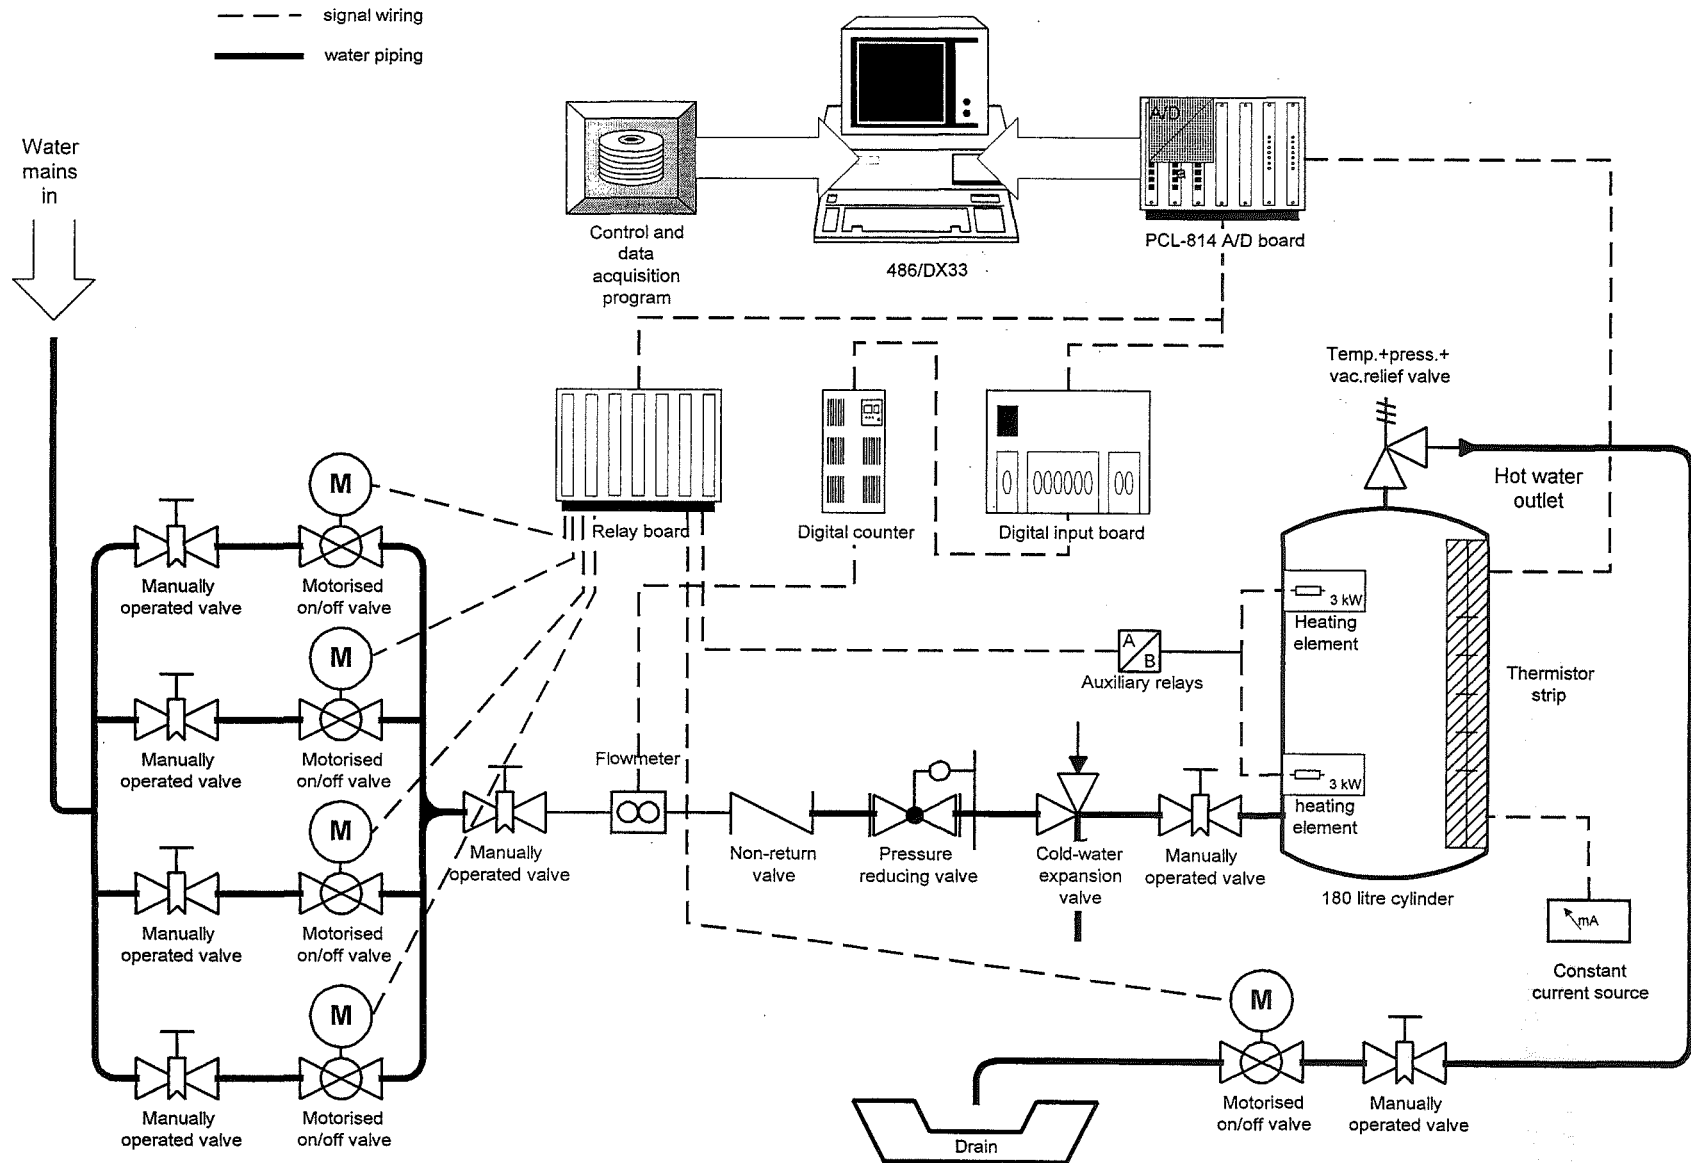 signal wiring
water piping
Water
mains
in
A/D
a
Control and
data
acquisition
program
486/DX33
PCL-814 A/D board
Temp.+press.+
vac.relief valve
Hot water
outlet
M
Relay board
Digital counter
Digital input board
Manually
operated valve
Motorised
on/off valve
M
3 kW
Heating
element
A
B
Auxiliary relays
Thermistor
strip
Manually
operated valve
Motorised
on/off valve
Flowmeter
M
3 kW
heating
element
Manually
operated valve
Non-return
valve
Pressure
reducing valve
Cold-water
expansion
valve
Manually
operated valve
180 litre cylinder
mA
Constant
current source
Manually
operated valve
Motorised
on/off valve
M
M
Manually
operated valve
Motorised
on/off valve
Motorised
on/off valve
Manually
operated valve
Drain